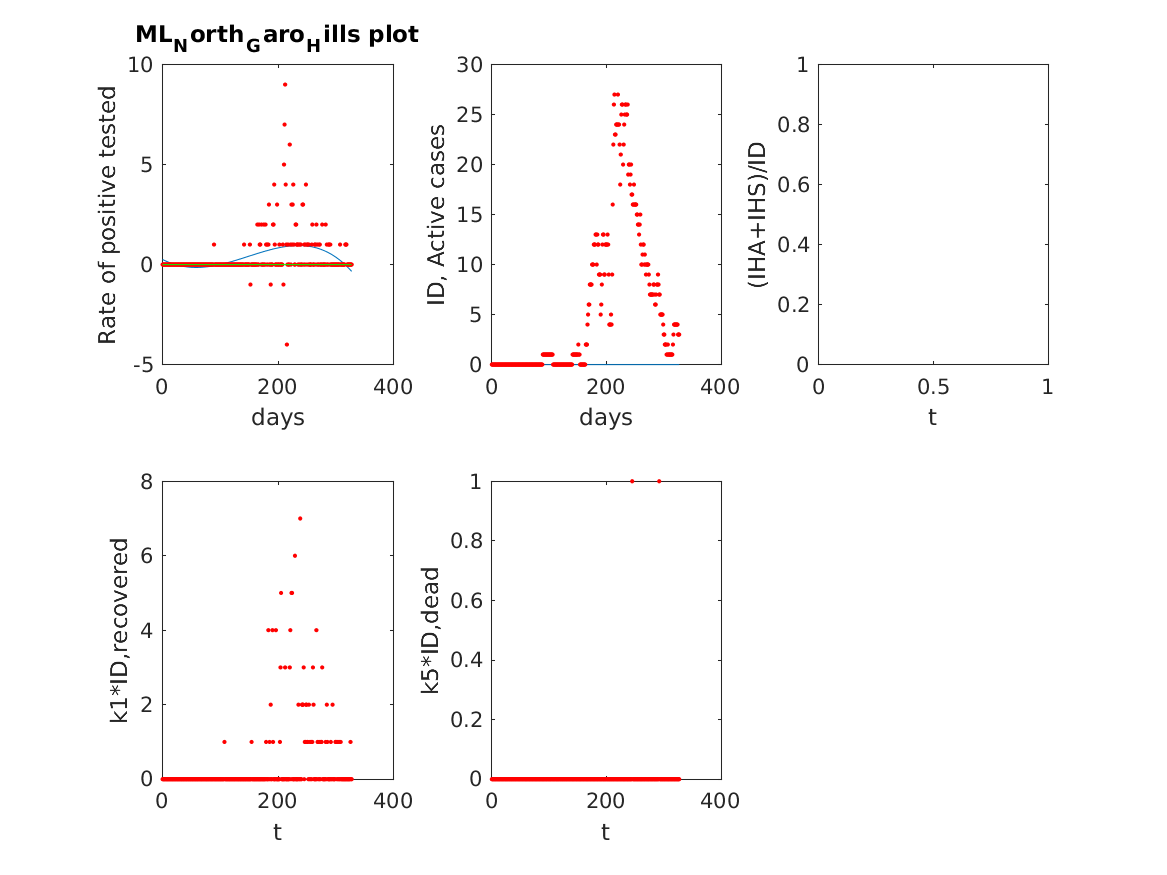 ML_North_Garo_Hills plot
10
5
0
-5
Rate of positive tested
0 200 400
days
30
25
20
15
10
5
0
ID, Active cases
0 200 400
days
1
0.8
0.6
0.4
0.2
0
(IHA+IHS)/ID
0 0.5 1
t
8
6
4
2
0
k1*ID,recovered
0 200 400
t
1
0.8
0.6
0.4
0.2
0
k5*ID,dead
0 200 400
t